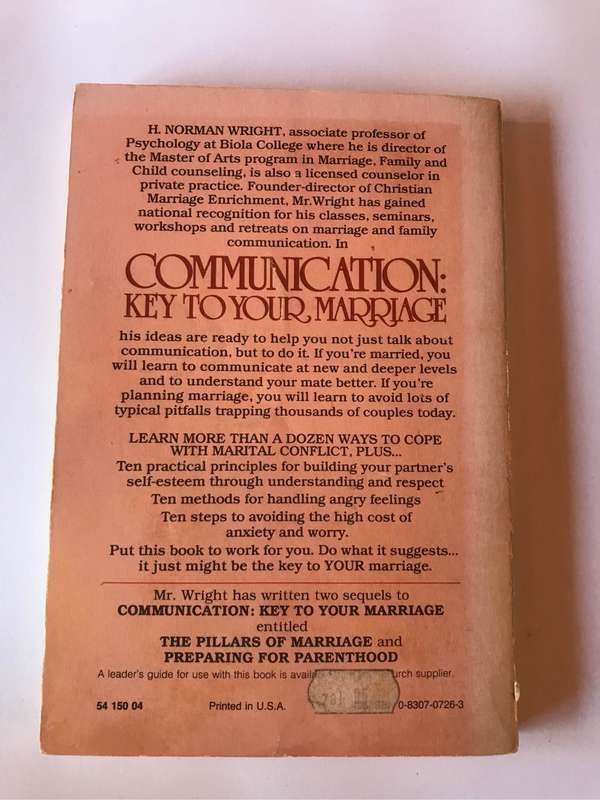 H. NORMAN WRIGHT, associate professor of
Psychology at Biola College where he is director of
the Master of Arts program in Marriage, Family and
Child counseling, is also a licensed counselor in
private practice. Founder-director of Christian
Marriage Enrichment, Mr.Wright has gained
national recognition for his classes, seminars,
workshops and retreats on marriage and family
communication. In
COMMUNICATION:
KEY TO YOUR MARRIAGE
his ideas are ready to help you not just talk about
communication, but to do it. If you're married, you
will learn to communicate at new and deeper levels
and to understand your mate better. If you're
planning marriage, you will learn to avoid lots of
typical pitfalls trapping thousands of couples today.
LEARN MORE THAN A DOZEN WAYS TO COPE
WITH MARITAL CONFLICT, PLUS...
Ten practical principles for building your partner's
self-esteem through understanding and respect
Ten methods for handling angry feelings
Ten steps to avoiding the high cost of
anxiety and worry.
Put this book to work for you. Do what it suggests...
it just might be the key to YOUR marriage.
Mr. Wright has written two sequels to
COMMUNICATION: KEY TO YOUR MARRIAGE
entitled
THE PILLARS OF MARRIAGE and
PREPARING FOR PARENTHOOD
A leader's guide for use with this book is supplier.
54 150 04 Printed in U.S.A. 0-8307-0726-3